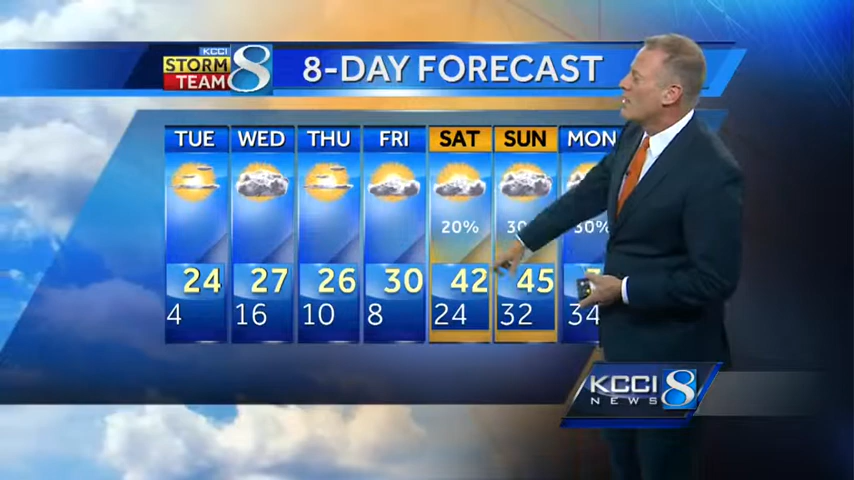 KCCI
STORM
TEAM
8
8-DAY FORECAST
TUE WED THU FRI SAT SUN MON
20% 30%
24 27 26 30 42 45
4 16 10 8 24 32 34
KCCI 8
NEWS